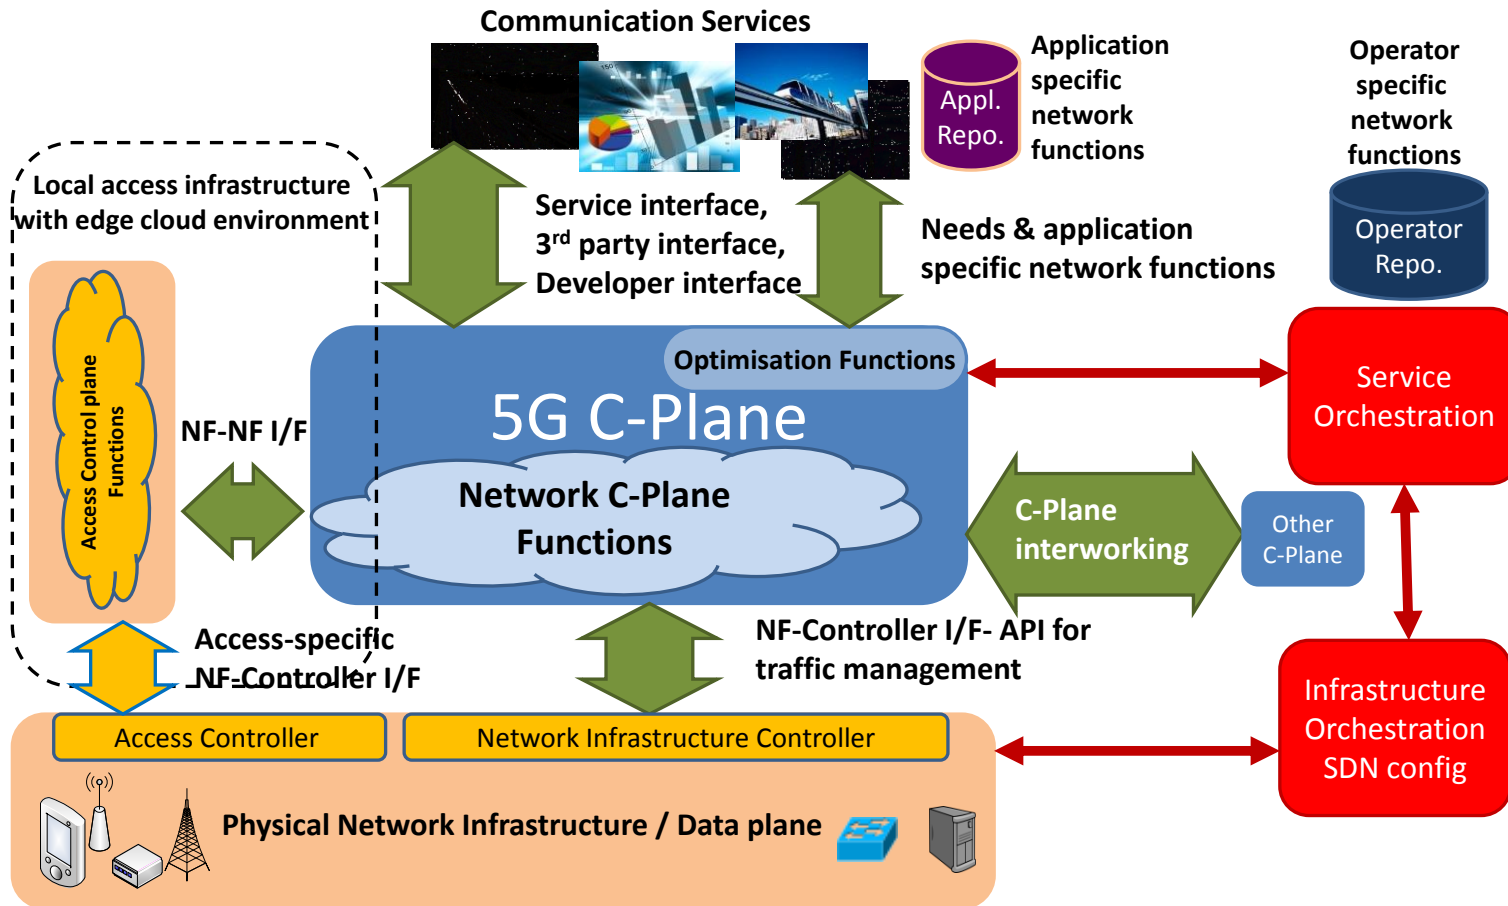 Communication Services
Application
specific
network
functions
Operator
specific
network
functions
Appl.
Repo.
Operator
Repo.
Local access infrastructure
with edge cloud environment
Service interface,
3rd party interface,
Developer interface
Needs & application
specific network functions
Access Control plane
Functions
NF-NF I/F
Optimisation Functions
5G C-Plane
Network C-Plane
Functions
Service
Orchestration
C-Plane
interworking
Other
C-Plane
Access-specific
NF-Controller I/F
NF-Controller I/F- API for
traffic management
Infrastructure
Orchestration
SDN config
Access Controller
Network Infrastructure Controller
Physical Network Infrastructure / Data plane